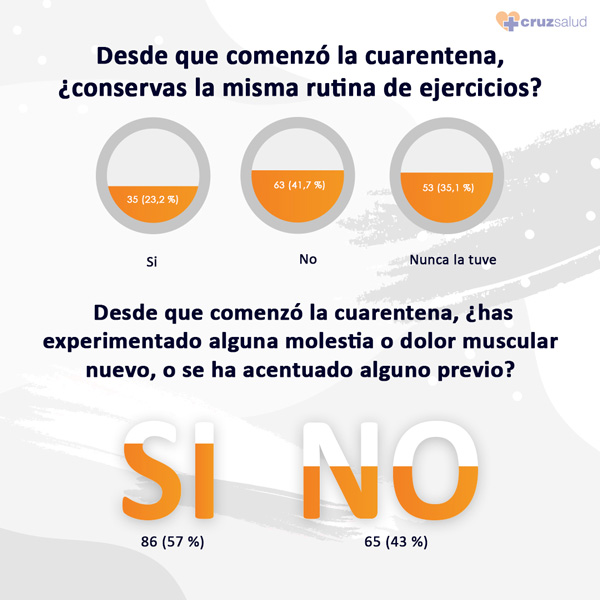 cruzsalud
Desde que comenzó la cuarentena,
¿conservas la misma rutina de ejercicios?
35 (23,2 %)
63 (41,7 %)
53 (35,1 %)
Si
No
Nunca la tuve
Desde que comenzó la cuarentena, ¿has
experimentado alguna molestia o dolor muscular
nuevo, o se ha acentuado alguno previo?
SI NO
86 (57 %)
65 (43 %)